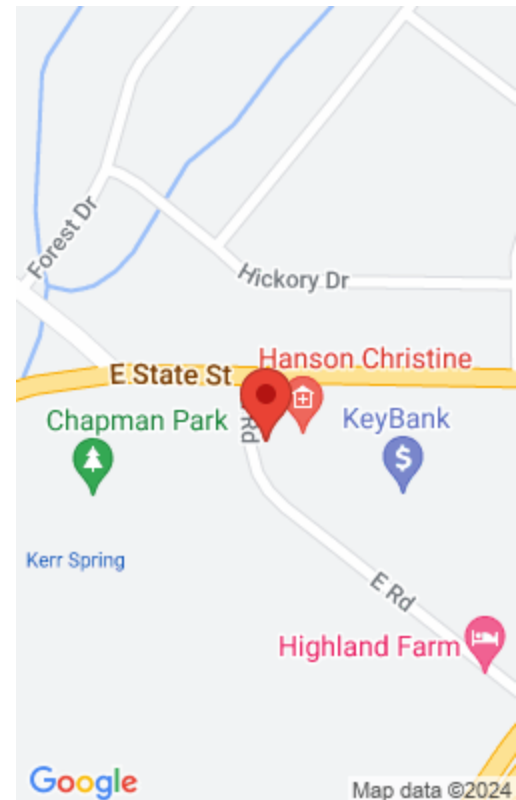 Forest Dr
Hickory Dr
Hanson Christine
E State St
Chapman Park
Rd
KeyBank
$
Kerr Spring
E Rd
Highland Farm
Google
Map data ©2024